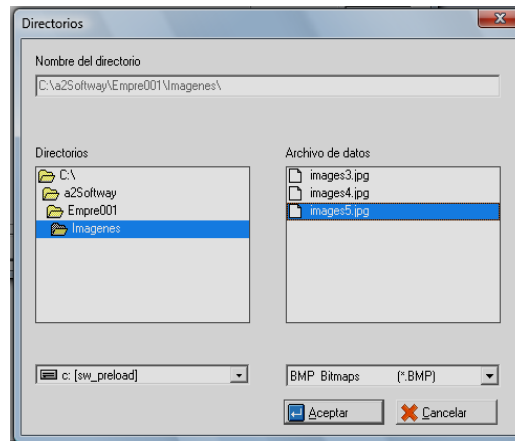 Directorios
Nombre del directorio
C:\a2Softway\Empre001\Imagenes\
Directorios
C:\
a2Softway
Empre001
Imagenes
Archivo de datos
images3.jpg
images4.jpg
images5.jpg
c: [sw_preload]
BMP Bitmaps (*.BMP)
Aceptar
Cancelar